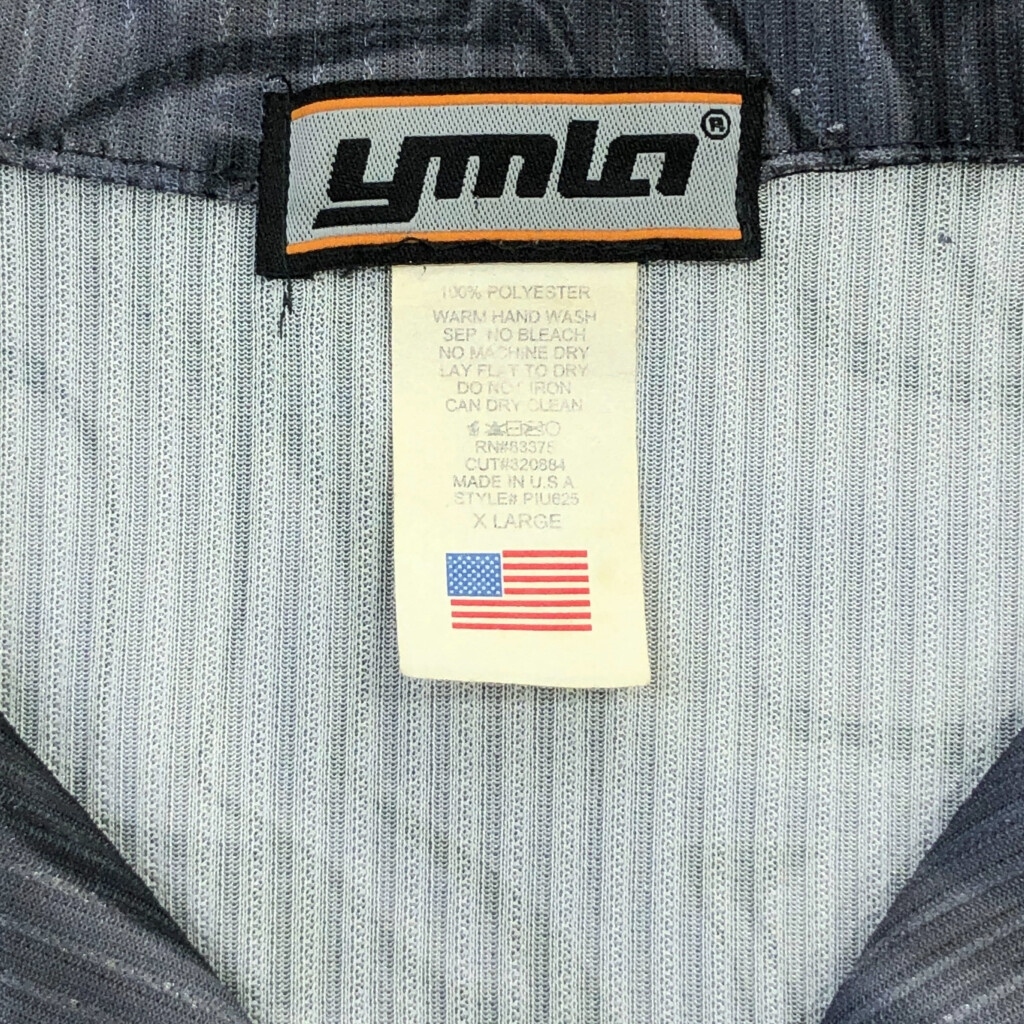 ymla®
100% POLYESTER
WARM HAND WASH
SEP NO BLEACH
NO MACHINE DRY
LAY FLAT TO DRY
DO NOT IRON
CAN DRY CLEAN
RN#83375
CUT#320884
MADE IN U.S.A
STYLE# PIU625
X LARGE